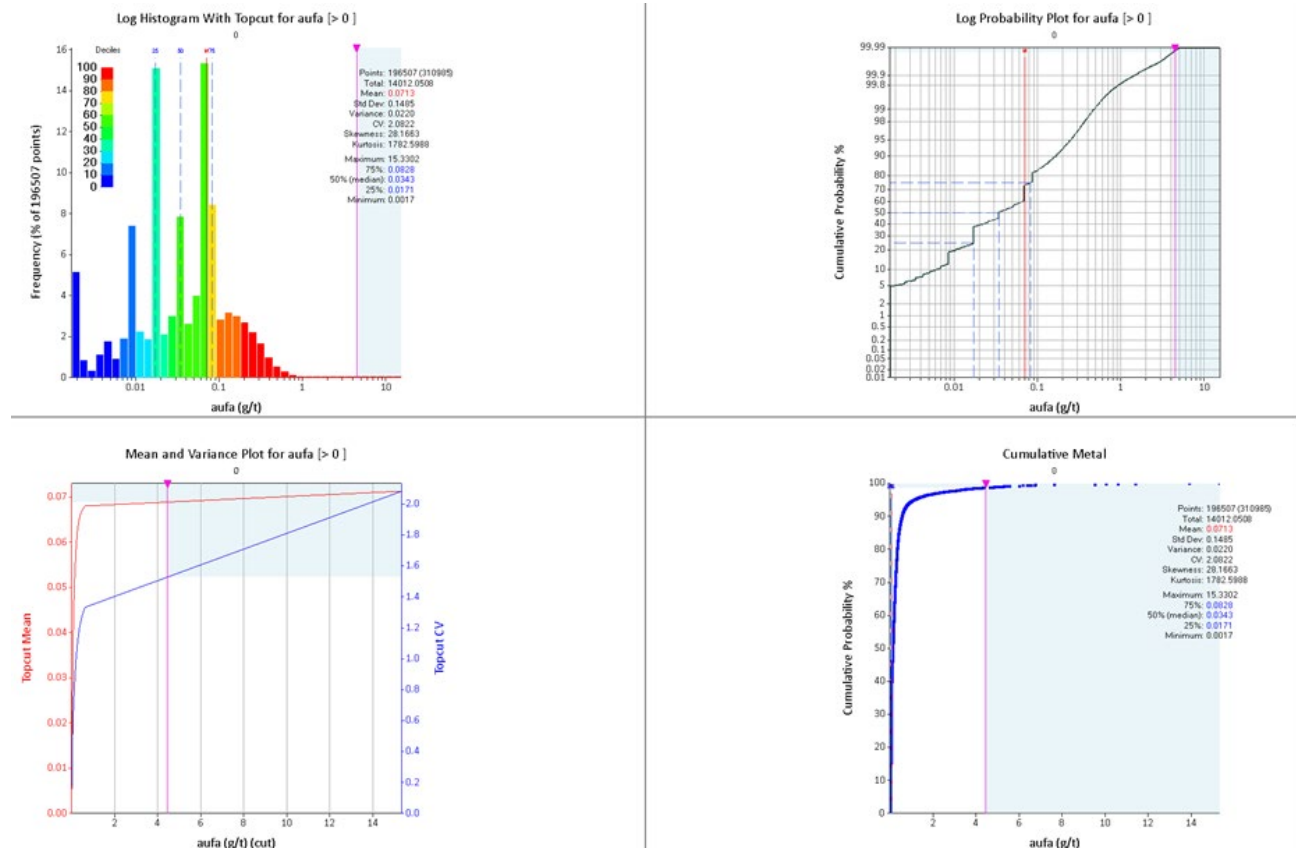 Log Histogram With Topcut for aufa [> 0 ]
0
Deciles
25
50
75
16
14
12
10
8
6
4
2
0
100
90
80
70
60
50
40
30
20
10
0
Points: 196507 (310985)
Total: 14012.0508
Mean: 0.0713
Std Dev: 0.1485
Variance: 0.0220
CV: 2.0822
Skewness: 28.1663
Kurtosis: 1782.5988
Maximum: 15.3302
75%: 0.0828
50% (median): 0.0343
25%: 0.0171
Minimum: 0.0017
Frequency (% of 196507 points)
0.01
0.1
1
10
aufa (g/t)
Log Probability Plot for aufa [> 0 ]
0
99.99
99.9
99.8
99
98
95
90
80
70
60
50
40
30
20
10
5
2
1
0.5
0.2
0.1
0.05
0.02
0.01
Cumulative Probability %
0.01
0.1
1
10
aufa (g/t)
Mean and Variance Plot for aufa [> 0 ]
0
0.07
0.06
0.05
0.04
0.03
0.02
0.01
0.00
Topcut Mean
2.0
1.8
1.6
1.4
1.2
1.0
0.8
0.6
0.4
0.2
0.0
Topcut CV
2
4
6
8
10
12
14
aufa (g/t) (cut)
Cumulative Metal
0
100
90
80
70
60
50
40
30
20
10
0
Cumulative Probability %
Points: 196507 (310985)
Total: 14012.0508
Mean: 0.0713
Std Dev: 0.1485
Variance: 0.0220
CV: 2.0822
Skewness: 28.1663
Kurtosis: 1782.5988
Maximum: 15.3302
75%: 0.0828
50% (median): 0.0343
25%: 0.0171
Minimum: 0.0017
2
4
6
8
10
12
14
aufa (g/t)